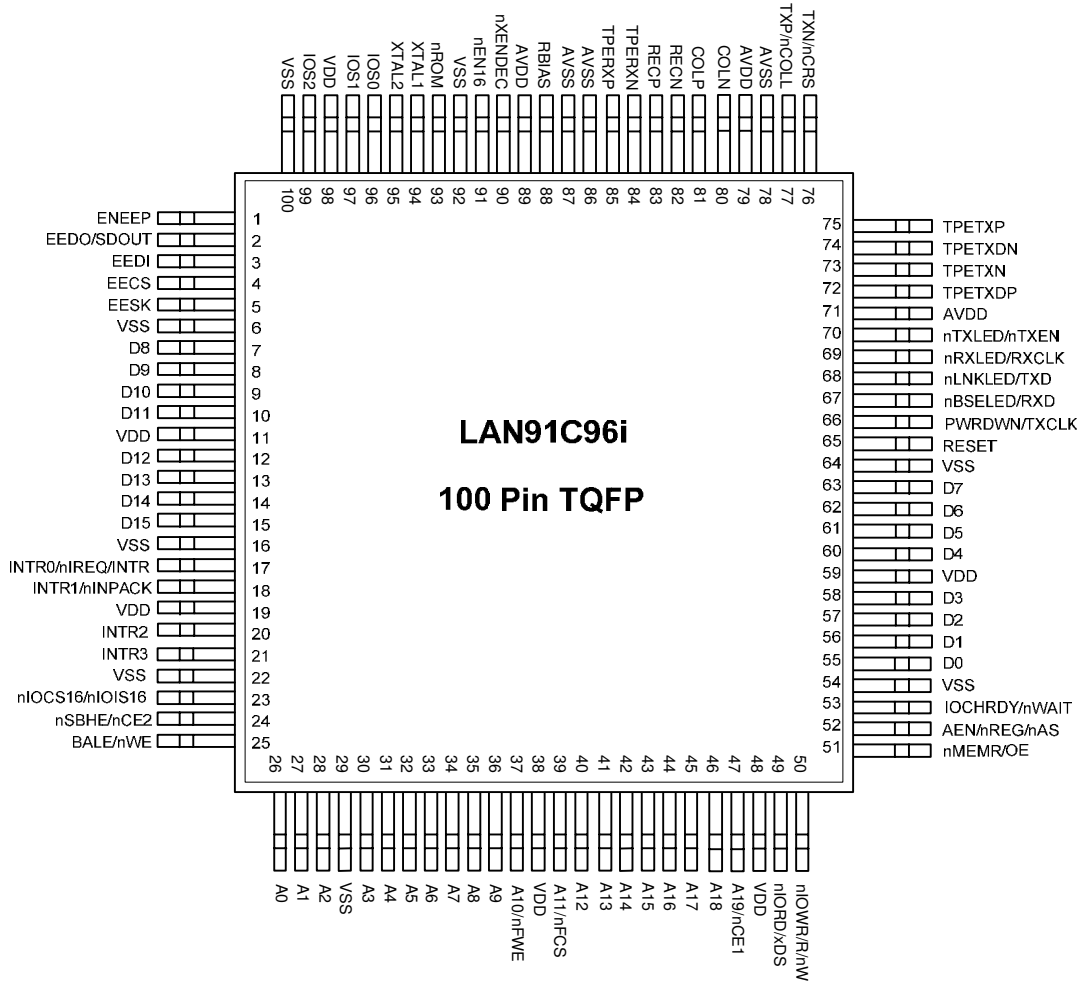 VSS
IOS2
VDD
IOS1
IOS0
XTAL2
XTAL1
nROM
VSS
nEN16
nXENDEC
AVDD
RBIAS
AVSS
AVSS
TPERXP
TPERXN
RECP
RECN
COLP
COLN
AVDD
AVSS
TXP/nCOLL
TXN/nCRS
100
99
98
97
96
95
94
93
92
91
90
89
88
87
86
85
84
83
82
81
80
79
78
77
76
ENEEP 1
EEDO/SDOUT 2
EEDI 3
EECS 4
EESK 5
VSS 6
D8 7
D9 8
D10 9
D11 10
VDD 11
D12 12
D13 13
D14 14
D15 15
VSS 16
INTR0/nIREQ/INTR 17
INTR1/nINPACK 18
VDD 19
INTR2 20
INTR3 21
VSS 22
nIOCS16/nIOIS16 23
nSBHE/nCE2 24
BALE/nWE 25
LAN91C96i
100 Pin TQFP
75 TPETXP
74 TPETXDN
73 TPETXN
72 TPETXDP
71 AVDD
70 nTXLED/nTXEN
69 nRXLED/RXCLK
68 nLNKLED/TXD
67 nBSELED/RXD
66 PWRDWN/TXCLK
65 RESET
64 VSS
63 D7
62 D6
61 D5
60 D4
59 VDD
58 D3
57 D2
56 D1
55 D0
54 VSS
53 IOCHRDY/nWAIT
52 AEN/nREG/nAS
51 nMEMR/OE
26
27
28
29
30
31
32
33
34
35
36
37
38
39
40
41
42
43
44
45
46
47
48
49
50
A0
A1
A2
VSS
A3
A4
A5
A6
A7
A8
A9
A10/nFWE
VDD
A11/nFCS
A12
A13
A14
A15
A16
A17
A18
A19/nCE1
VDD
nIORD/xDS
nIOWR/R/nW